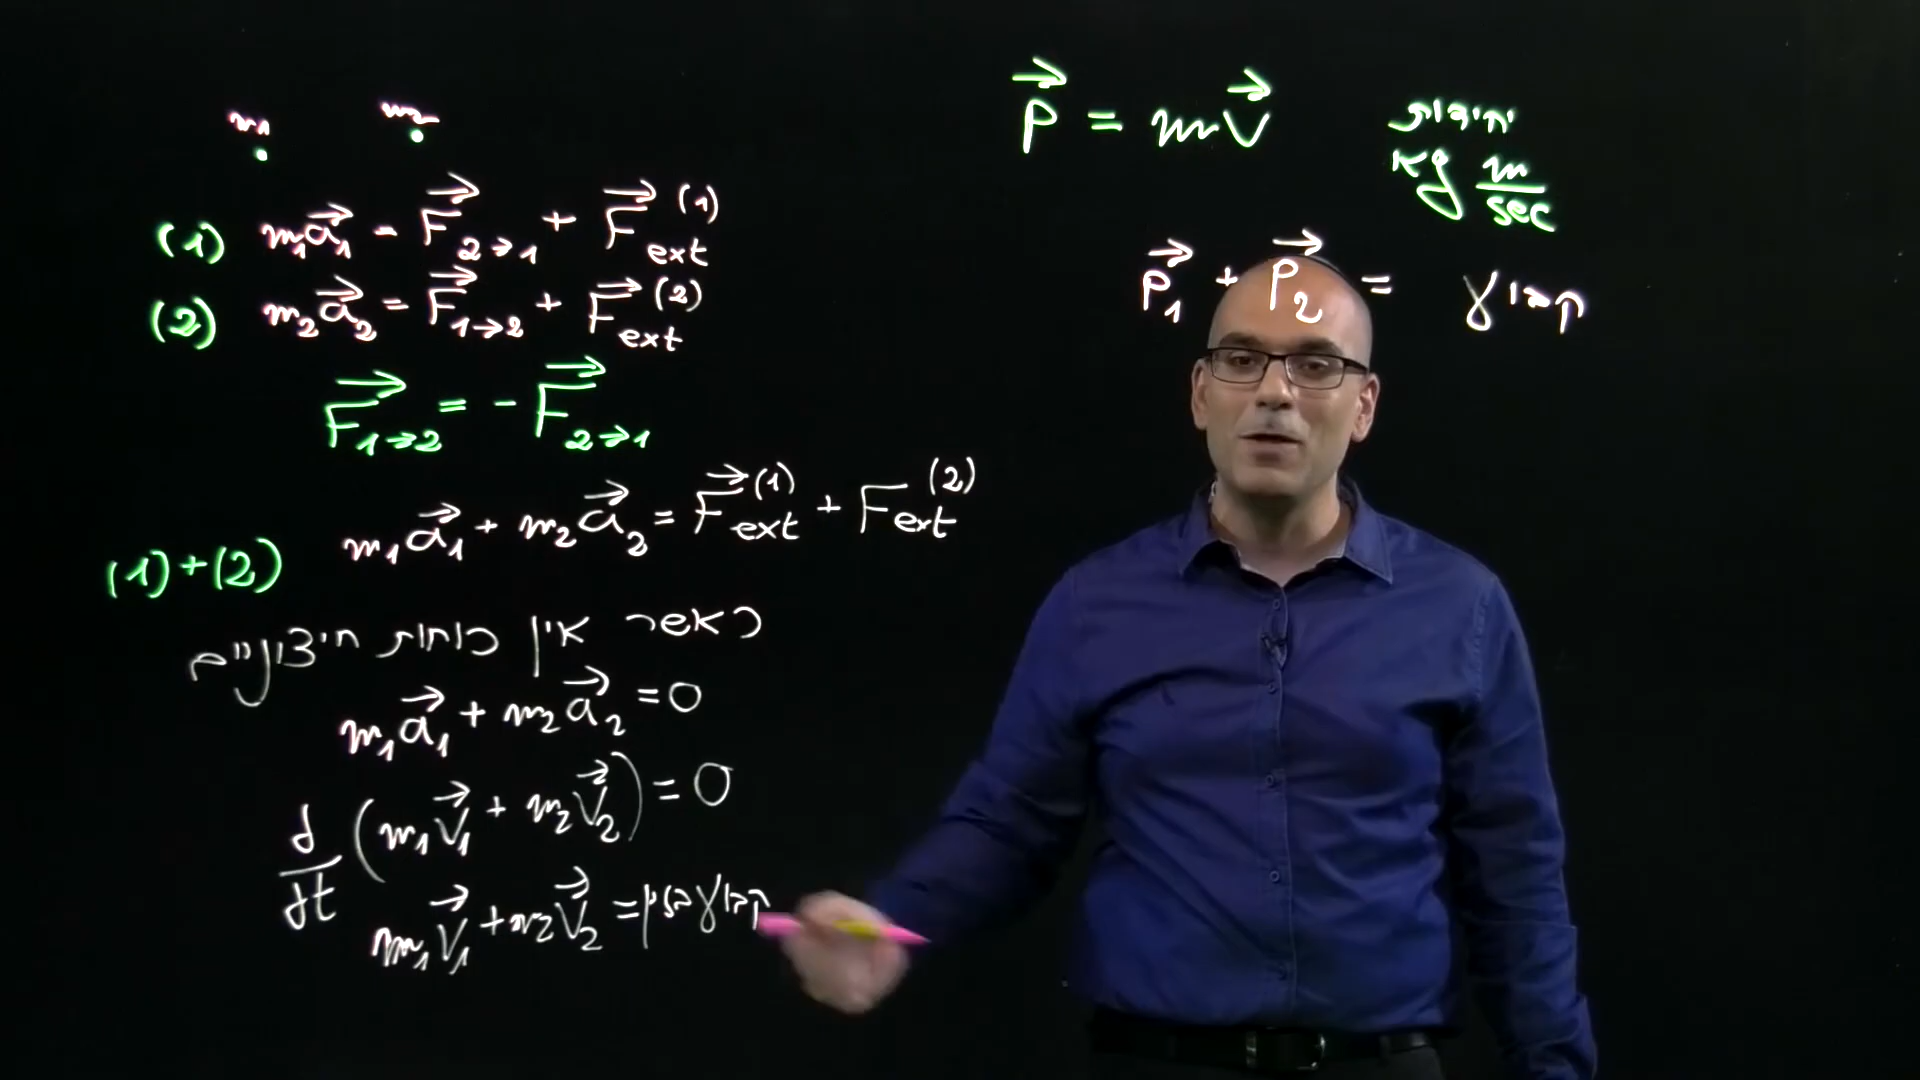 m₁ m₂
(1) m₁a⃗₁ = F⃗₂→₁ + F⃗ₑₓₜ⁽¹⁾
(2) m₂a⃗₂ = F⃗₁→₂ + F⃗ₑₓₜ⁽²⁾
F⃗₁→₂ = - F⃗₂→₁
(1)+(2) m₁a⃗₁ + m₂a⃗₂ = F⃗ₑₓₜ⁽¹⁾ + Fₑₓₜ⁽²⁾
כאשר אין כוחות חיצוניים
m₁a⃗₁ + m₂a⃗₂ = 0
d/dt (m₁V⃗₁ + m₂V⃗₂) = 0
m₁V⃗₁ + m₂V⃗₂ = קבוע בזמן
P⃗ = mV⃗
יחידות
kg m/sec
P⃗₁ + P⃗₂ = קבוע